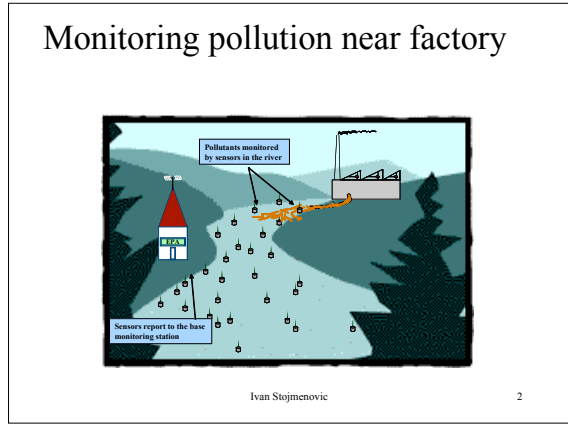 Monitoring pollution near factory
Pollutants monitored
by sensors in the river
EPA
Sensors report to the base
monitoring station
Ivan Stojmenovic
2